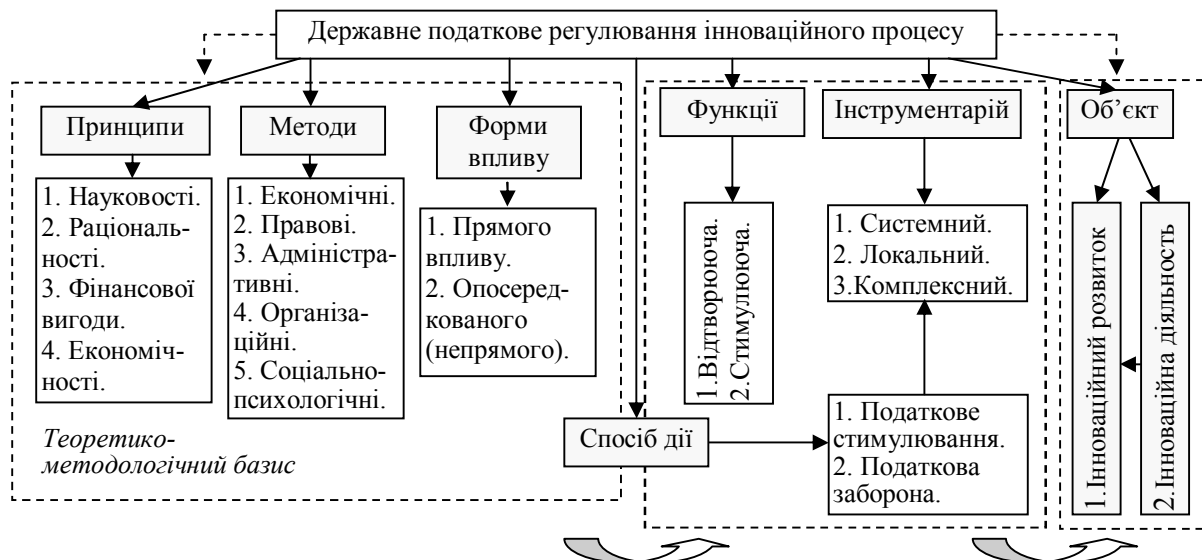 Державне податкове регулювання інноваційного процесу
Принципи
1. Науковості.
2. Раціональ-
ності.
3. Фінансової
вигоди.
4. Економіч-
ності.
Методи
1. Економічні.
2. Правові.
3. Адміністра-
тивні.
4. Організа-
ційні.
5. Соціально-
психологічні.
Форми
впливу
1. Прямого
впливу.
2. Опосеред-
кованого
(непрямого).
Теоретико-
методологічний базис
Спосіб дії
Функції
1.Відтворююча.
2.Стимулююча.
Інструментарій
1. Системний.
2. Локальний.
3.Комплексний.
1. Податкове
стимулювання.
2. Податкова
заборона.
Об’єкт
1.Інноваційний розвиток
2.Інноваційна діяльность